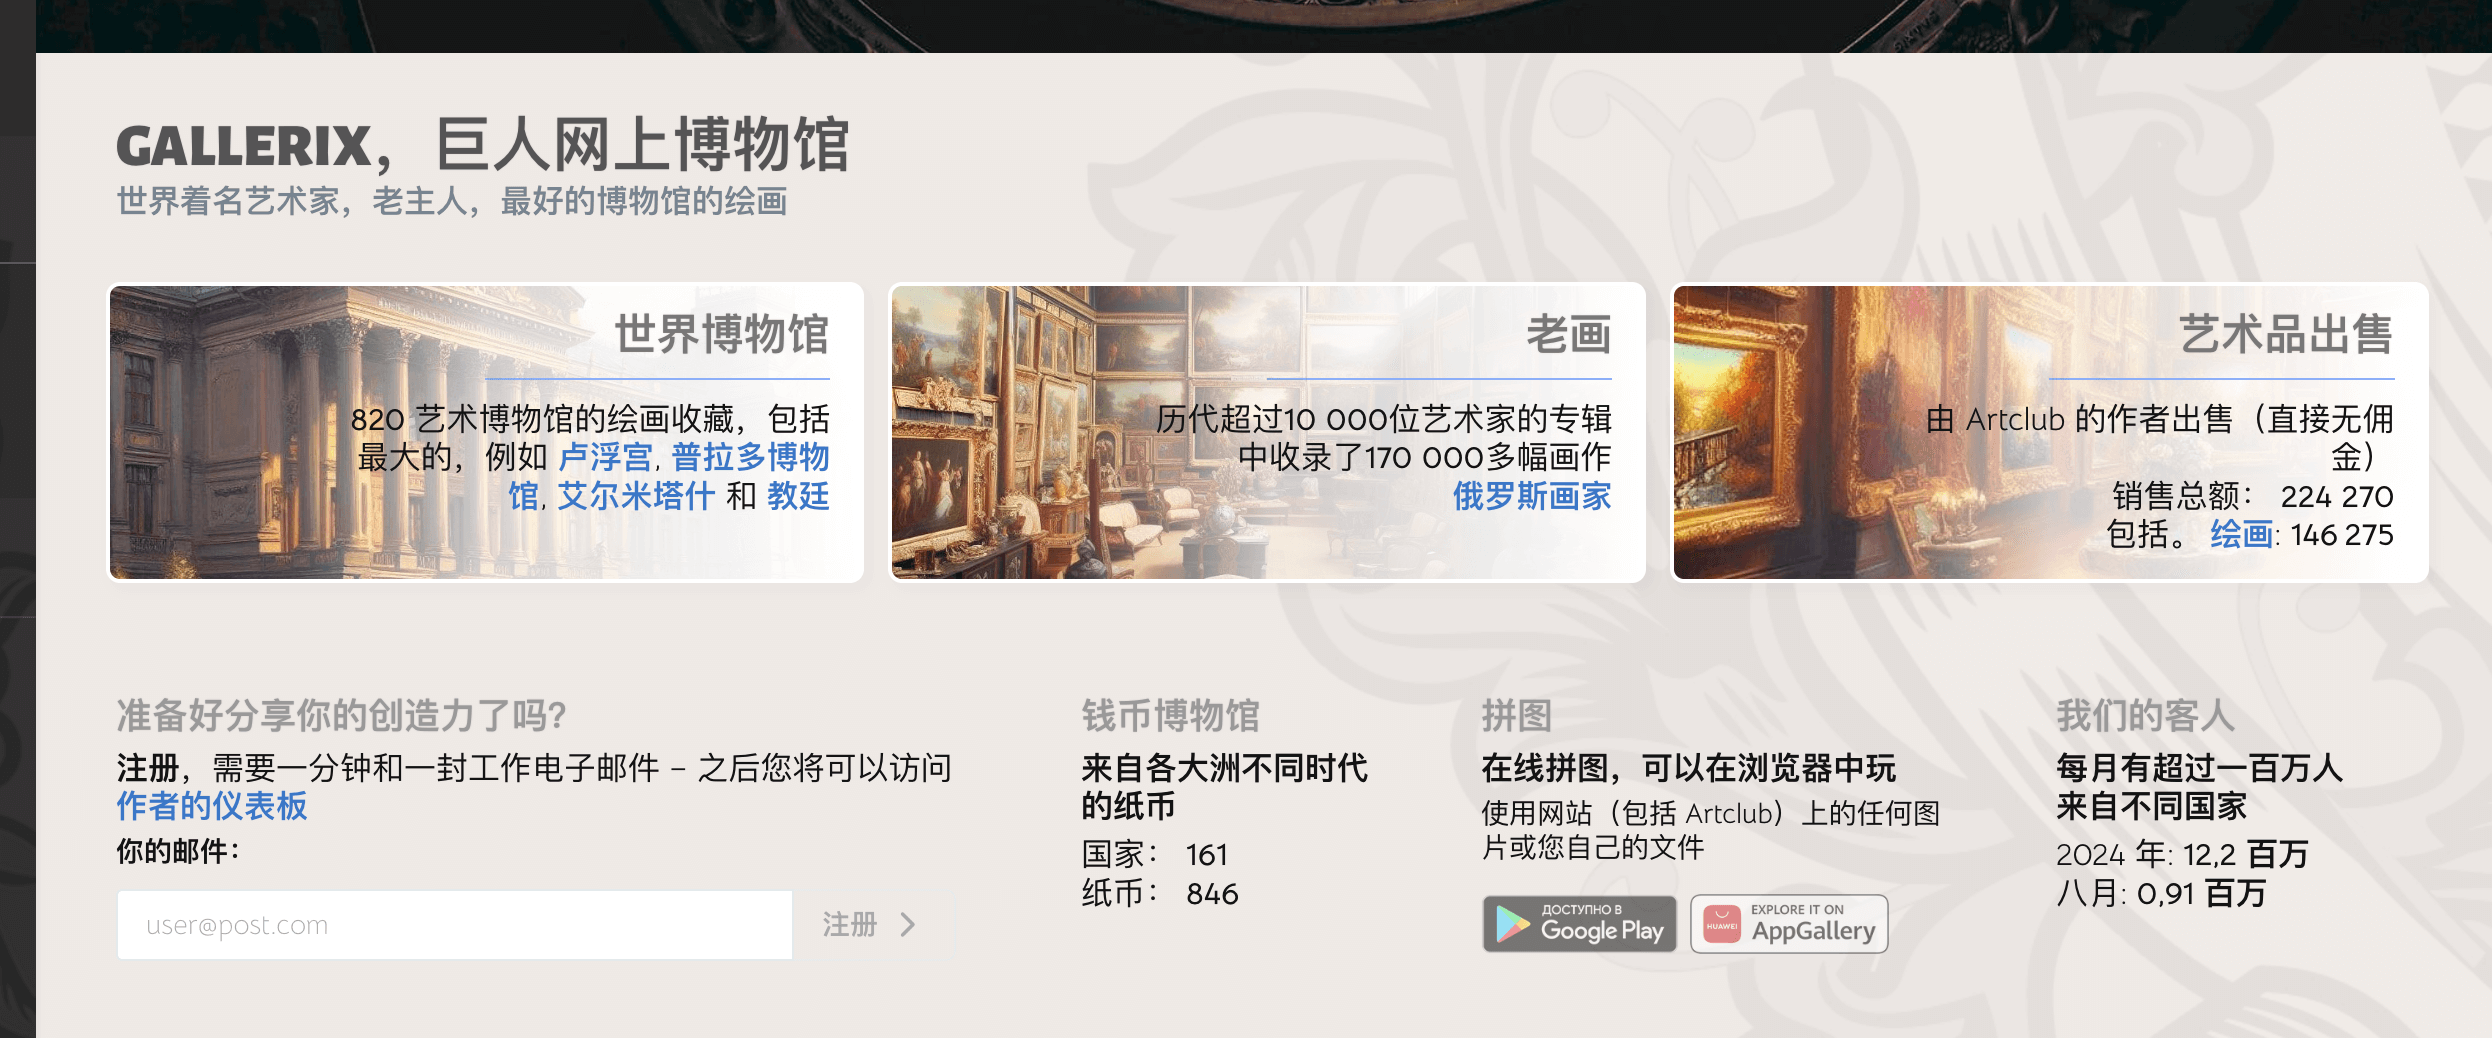 GALLERIX，巨人网上博物馆
世界着名艺术家，老主人，最好的博物馆的绘画
世界博物馆
820 艺术博物馆的绘画收藏，包括
最大的，例如 卢浮宫, 普拉多博物
馆, 艾尔米塔什 和 教廷
老画
历代超过10 000位艺术家的专辑
中收录了170 000多幅画作
俄罗斯画家
艺术品出售
由 Artclub 的作者出售（直接无佣
金）
销售总额： 224 270
包括。 绘画: 146 275
准备好分享你的创造力了吗?
注册，需要一分钟和一封工作电子邮件 – 之后您将可以访问
作者的仪表板
你的邮件：
user@post.com
注册
钱币博物馆
来自各大洲不同时代
的纸币
国家： 161
纸币： 846
拼图
在线拼图，可以在浏览器中玩
使用网站（包括 Artclub）上的任何图
片或您自己的文件
ДОСТУПНО В
Google Play
HUAWEI
EXPLORE IT ON
AppGallery
我们的客人
每月有超过一百万人
来自不同国家
2024 年: 12,2 百万
八月: 0,91 百万